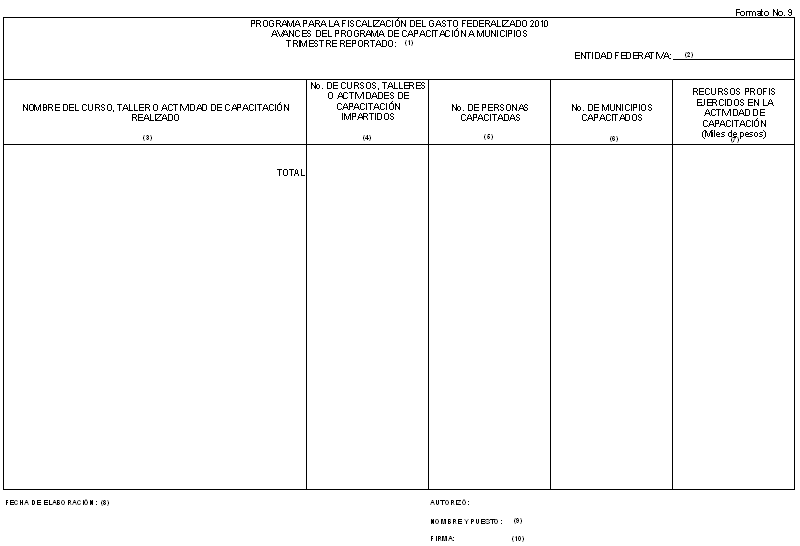 Formato No. 9
PROGRAMA PARA LA FISCALIZACIÓN DEL GASTO FEDERALIZADO 2010
AVANCES DEL PROGRAMA DE CAPACITACIÓN A MUNICIPIOS
TRIMESTRE REPORTADO: (1)
ENTIDAD FEDERATIVA: (2)
NOMBRE DEL CURSO, TALLER O ACTIVIDAD DE CAPACITACIÓN
REALIZADO
(3)
No. DE CURSOS, TALLERES
O ACTIVIDADES DE
CAPACITACIÓN
IMPARTIDOS
(4)
No. DE PERSONAS
CAPACITADAS
(5)
No. DE MUNICIPIOS
CAPACITADOS
(6)
RECURSOS PROFIS
EJERCIDOS EN LA
ACTIVIDAD DE
CAPACITACIÓN
(Miles de pesos)
(7)
TOTAL
FECHA DE ELABORACIÓN: (8)
AUTORIZÓ:
NOMBRE Y PUESTO: (9)
FIRMA: (10)